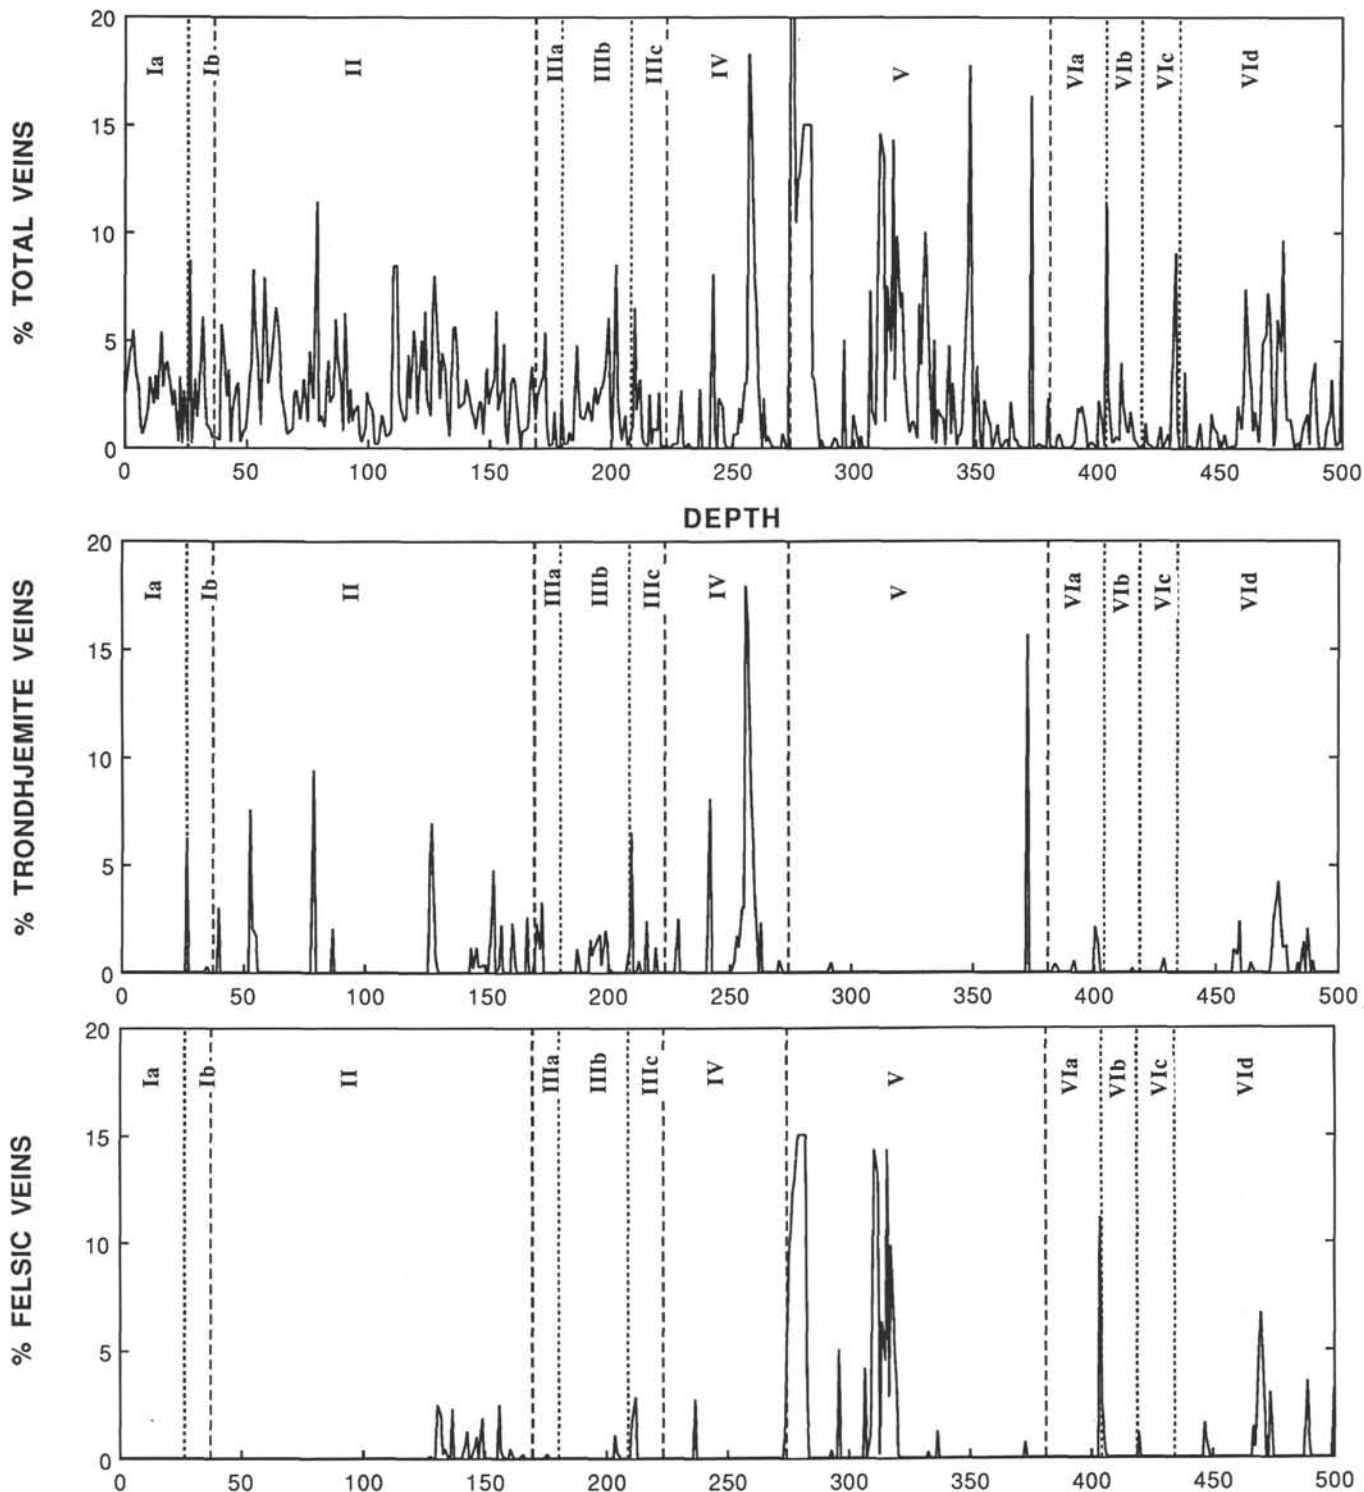 20
Ia Ib II IIIa IIIb IIIc IV V VIa VIb VIc VId
15
% TOTAL VEINS
10
5
0
0 50 100 150 200 250 300 350 400 450 500
DEPTH
20
Ia Ib II IIIa IIIb IIIc IV V VIa VIb VIc VId
15
% TRONDHJEMITE VEINS
10
5
0
0 50 100 150 200 250 300 350 400 450 500
20
Ia Ib II IIIa IIIb IIIc IV V VIa VIb VIc VId
15
% FELSIC VEINS
10
5
0
0 50 100 150 200 250 300 350 400 450 500